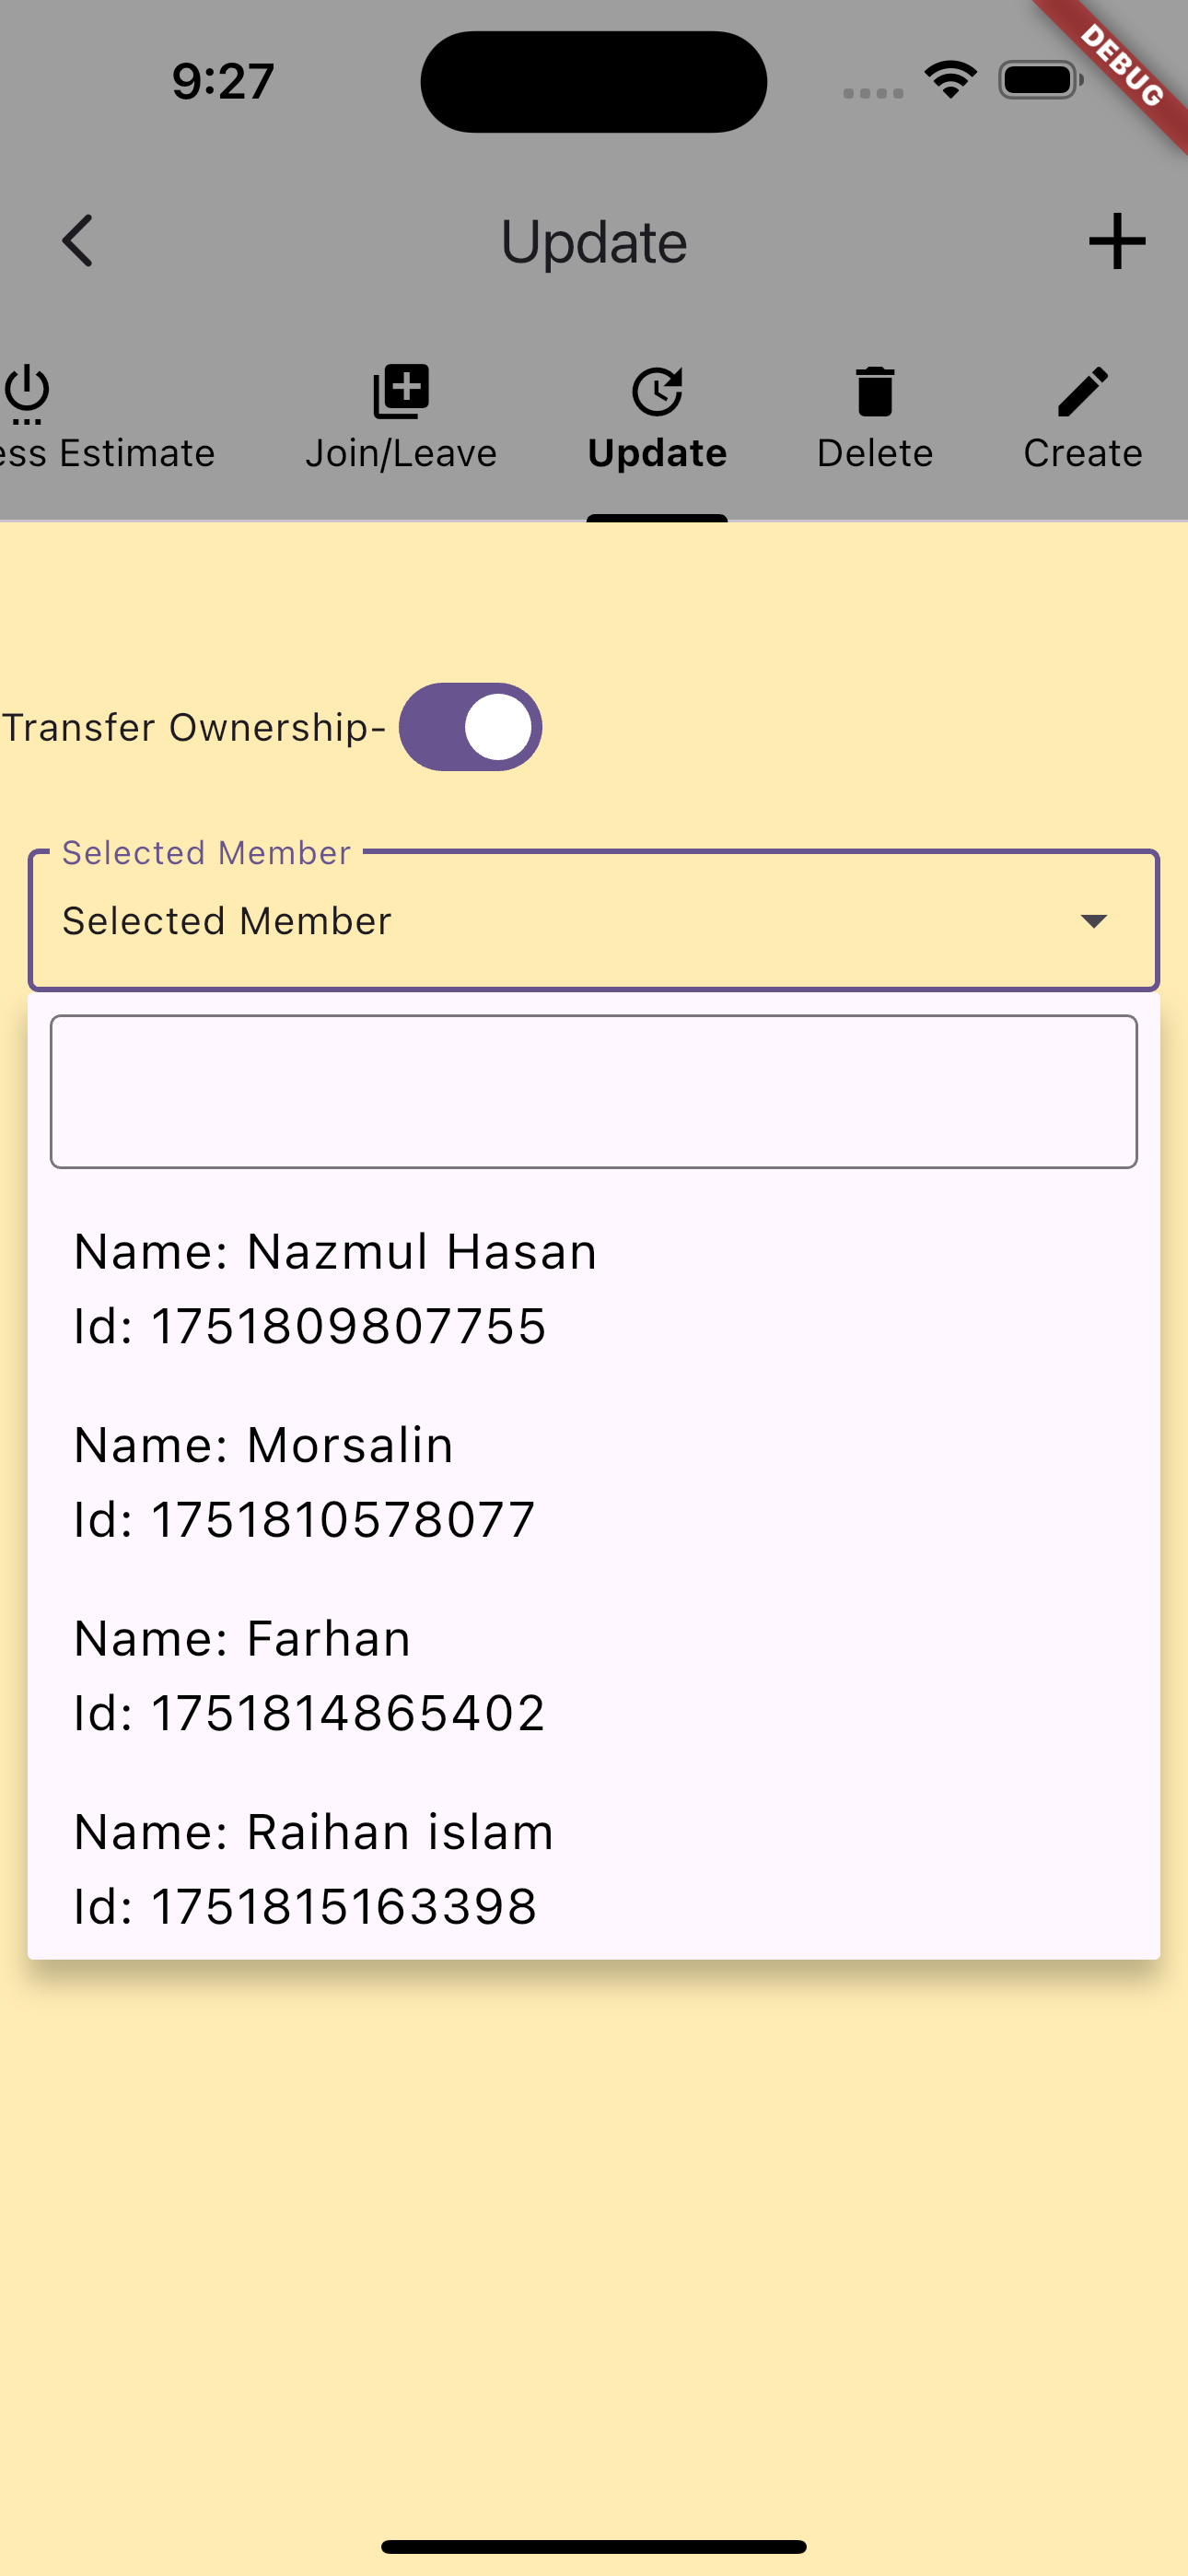 9:27
DEBUG
Update
ess Estimate
Join/Leave
Update
Delete
Create
Transfer Ownership-
Selected Member
Selected Member
Name: Nazmul Hasan
Id: 1751809807755
Name: Morsalin
Id: 1751810578077
Name: Farhan
Id: 1751814865402
Name: Raihan islam
Id: 1751815163398